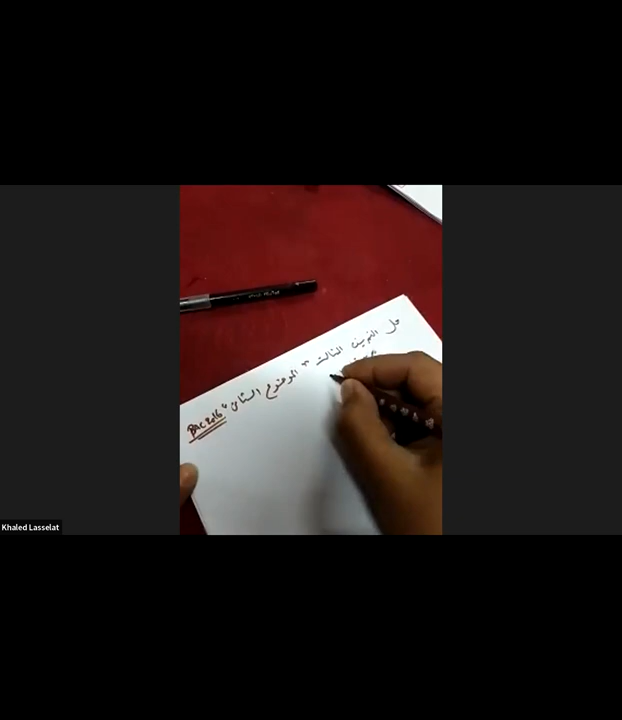 حل التمرين الثالث " الموضوع الثاني " BAC 2016
Khaled Lasselat